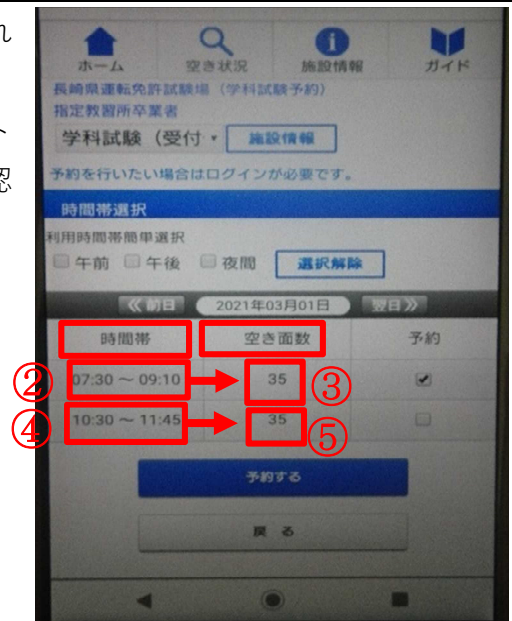 れ
ト
認
ホーム 空き状況 施設情報 ガイド
長崎県運転免許試験場（学科試験予約）
指定教習所卒業者
学科試験（受付 施設情報
予約を行いたい場合はログインが必要です。
時間帯選択
利用時間帯簡単選択
午前 午後 夜間 選択解除
《前日 2021年03月01日 翌日》
時間帯 空き面数 予約
② 07:30 ～ 09:10 35 ③
④ 10:30 ～ 11:45 35 ⑤
予約する
戻る